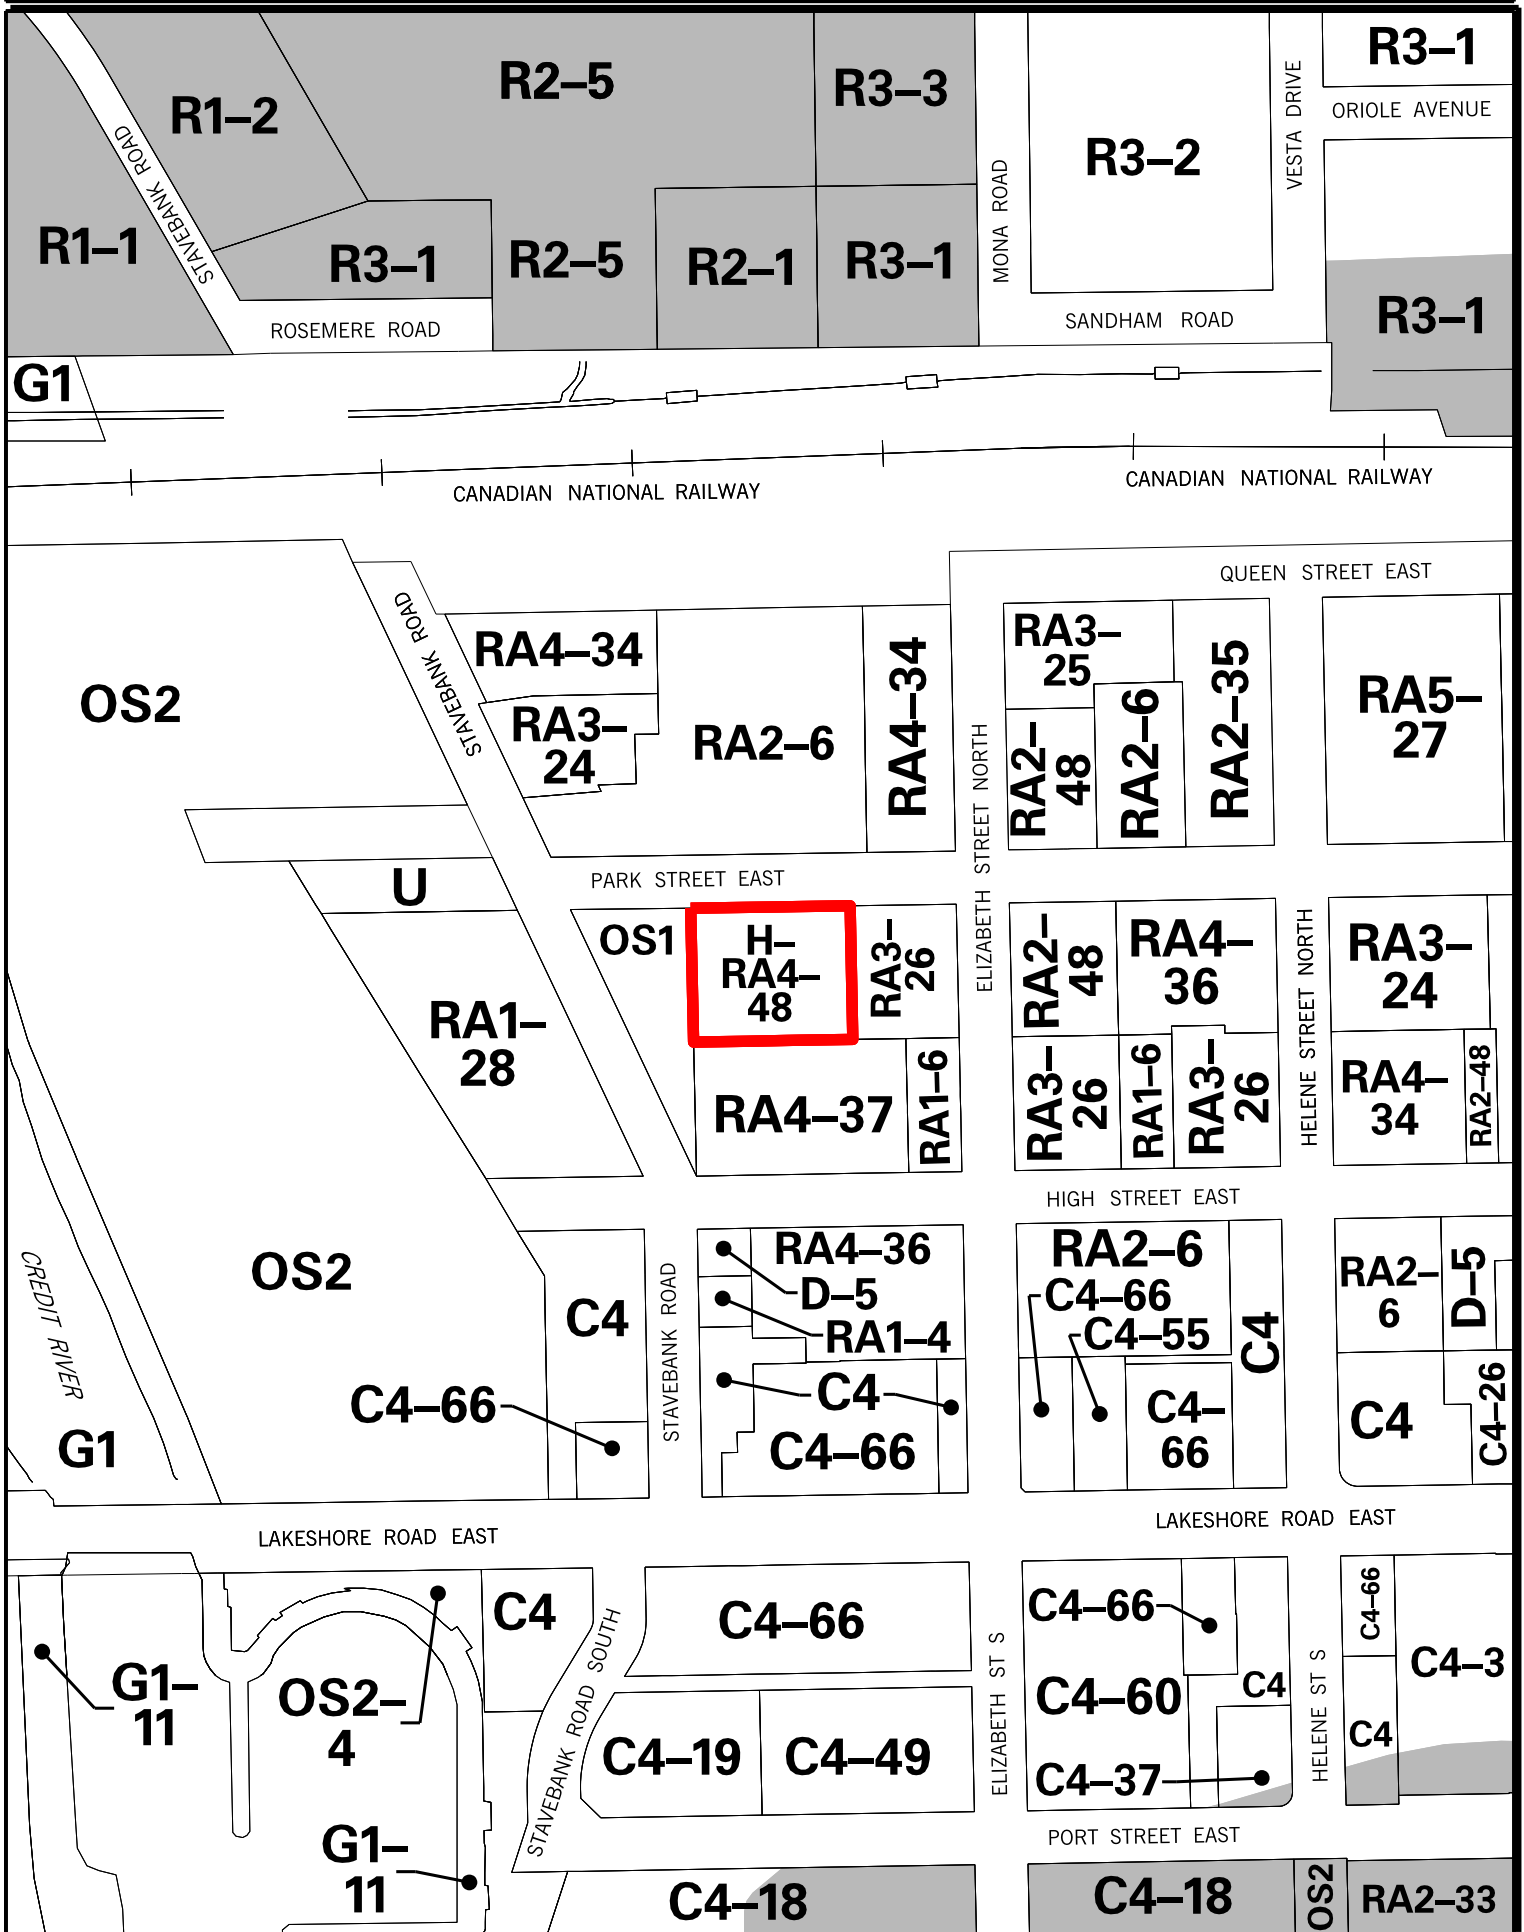 R3–1
R2–5
R3–3
VESTA DRIVE
ORIOLE AVENUE
R1–2
STAVEBANK ROAD
R3–2
MONA ROAD
R1–1
R3–1
R2–5
R2–1
R3–1
R3–1
ROSEMERE ROAD
SANDHAM ROAD
G1
CANADIAN NATIONAL RAILWAY
CANADIAN NATIONAL RAILWAY
QUEEN STREET EAST
STAVEBANK ROAD
RA4–34
RA3–
25
OS2
RA3–
24
RA2–6
RA4–34
ELIZABETH STREET NORTH
RA2–
48
RA2–6
RA2–35
RA5–
27
U
PARK STREET EAST
OS1
H–
RA4–
48
RA3–
26
RA2–
48
RA4–
36
HELENE STREET NORTH
RA3–
24
RA1–
28
RA4–37
RA1–6
RA3–
26
RA1–6
RA3–
26
RA4–
34
RA2–48
HIGH STREET EAST
CREDIT RIVER
OS2
C4
STAVEBANK ROAD
RA4–36
D–5
RA1–4
RA2–6
C4–66
C4–55
C4
RA2–
6
D–5
C4–66
C4
C4–66
C4–
66
C4
C4–26
G1
LAKESHORE ROAD EAST
LAKESHORE ROAD EAST
C4
C4–66
C4–66
C4–66
G1–
11
OS2–
4
STAVEBANK ROAD SOUTH
ELIZABETH ST S
C4–60
C4
HELENE ST S
C4–3
C4
C4–19
C4–49
C4–37
G1–
11
PORT STREET EAST
C4–18
C4–18
OS2
RA2–33